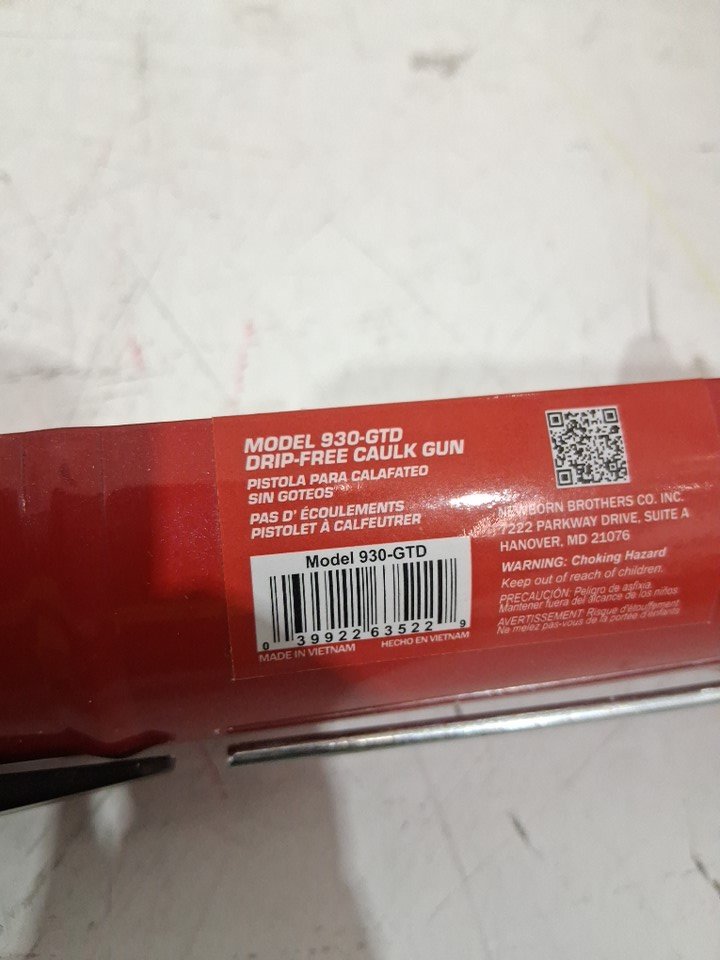 MODEL 930-GTD
DRIP-FREE CAULK GUN
PISTOLA PARA CALAFATEO
SIN GOTEOS
PAS D' ÉCOULEMENTS
PISTOLET À CALFEUTRER
Model 930-GTD
0 39922 63522 9
MADE IN VIETNAM HECHO EN VIETNAM
NEWBORN BROTHERS CO. INC.
7222 PARKWAY DRIVE, SUITE A
HANOVER, MD 21076
WARNING: Choking Hazard
Keep out of reach of children.
PRECAUCIÓN: Peligro de asfixia.
Mantener fuera del alcance de los niños
AVERTISSEMENT: Risque d'étouffement
Ne melez pas-vous de la portée d'enfants